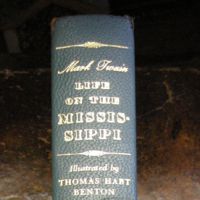 Mark Twain
LIFE
ON THE
MISSIS-
SIPPI
Illustrated by
THOMAS HART
BENTON